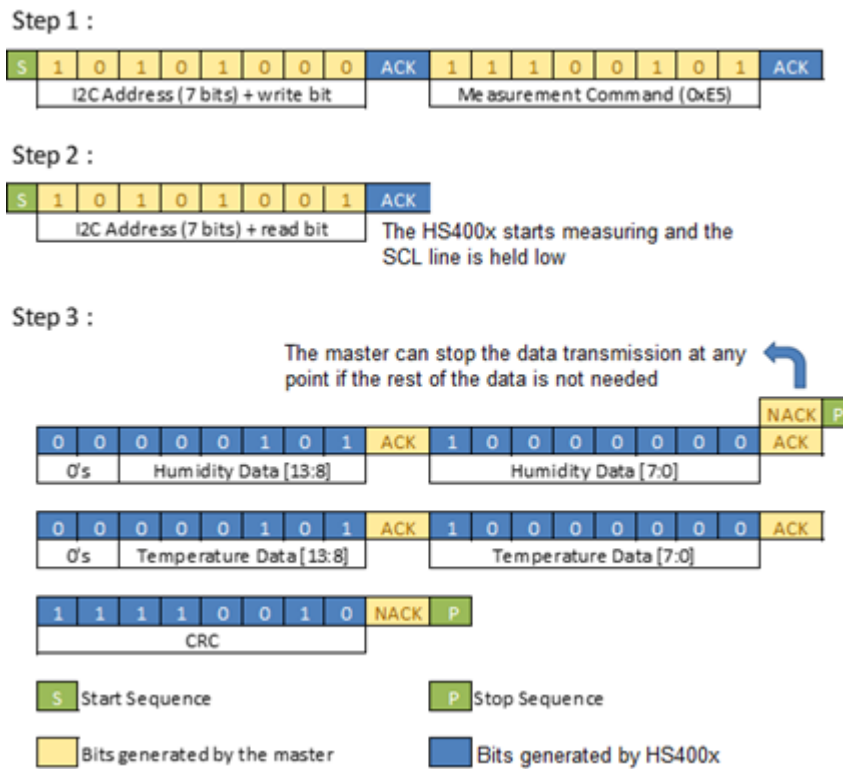 Step 1 :
S 1 0 1 0 1 0 0 0 ACK 1 1 1 0 0 1 0 1 ACK
I2C Address (7 bits) + write bit Measurement Command (0xE5)
Step 2 :
S 1 0 1 0 1 0 0 1 ACK
I2C Address (7 bits) + read bit
The HS400x starts measuring and the
SCL line is held low
Step 3 :
The master can stop the data transmission at any
point if the rest of the data is not needed
NACK P
0 0 0 0 0 1 0 1 ACK 1 0 0 0 0 0 0 0 ACK
0's Humidity Data [13:8] Humidity Data [7:0]
0 0 0 0 0 1 0 1 ACK 1 0 0 0 0 0 0 0 ACK
0's Temperature Data [13:8] Temperature Data [7:0]
1 1 1 1 0 0 1 0 NACK P
CRC
S Start Sequence P Stop Sequence
Bits generated by the master Bits generated by HS400x